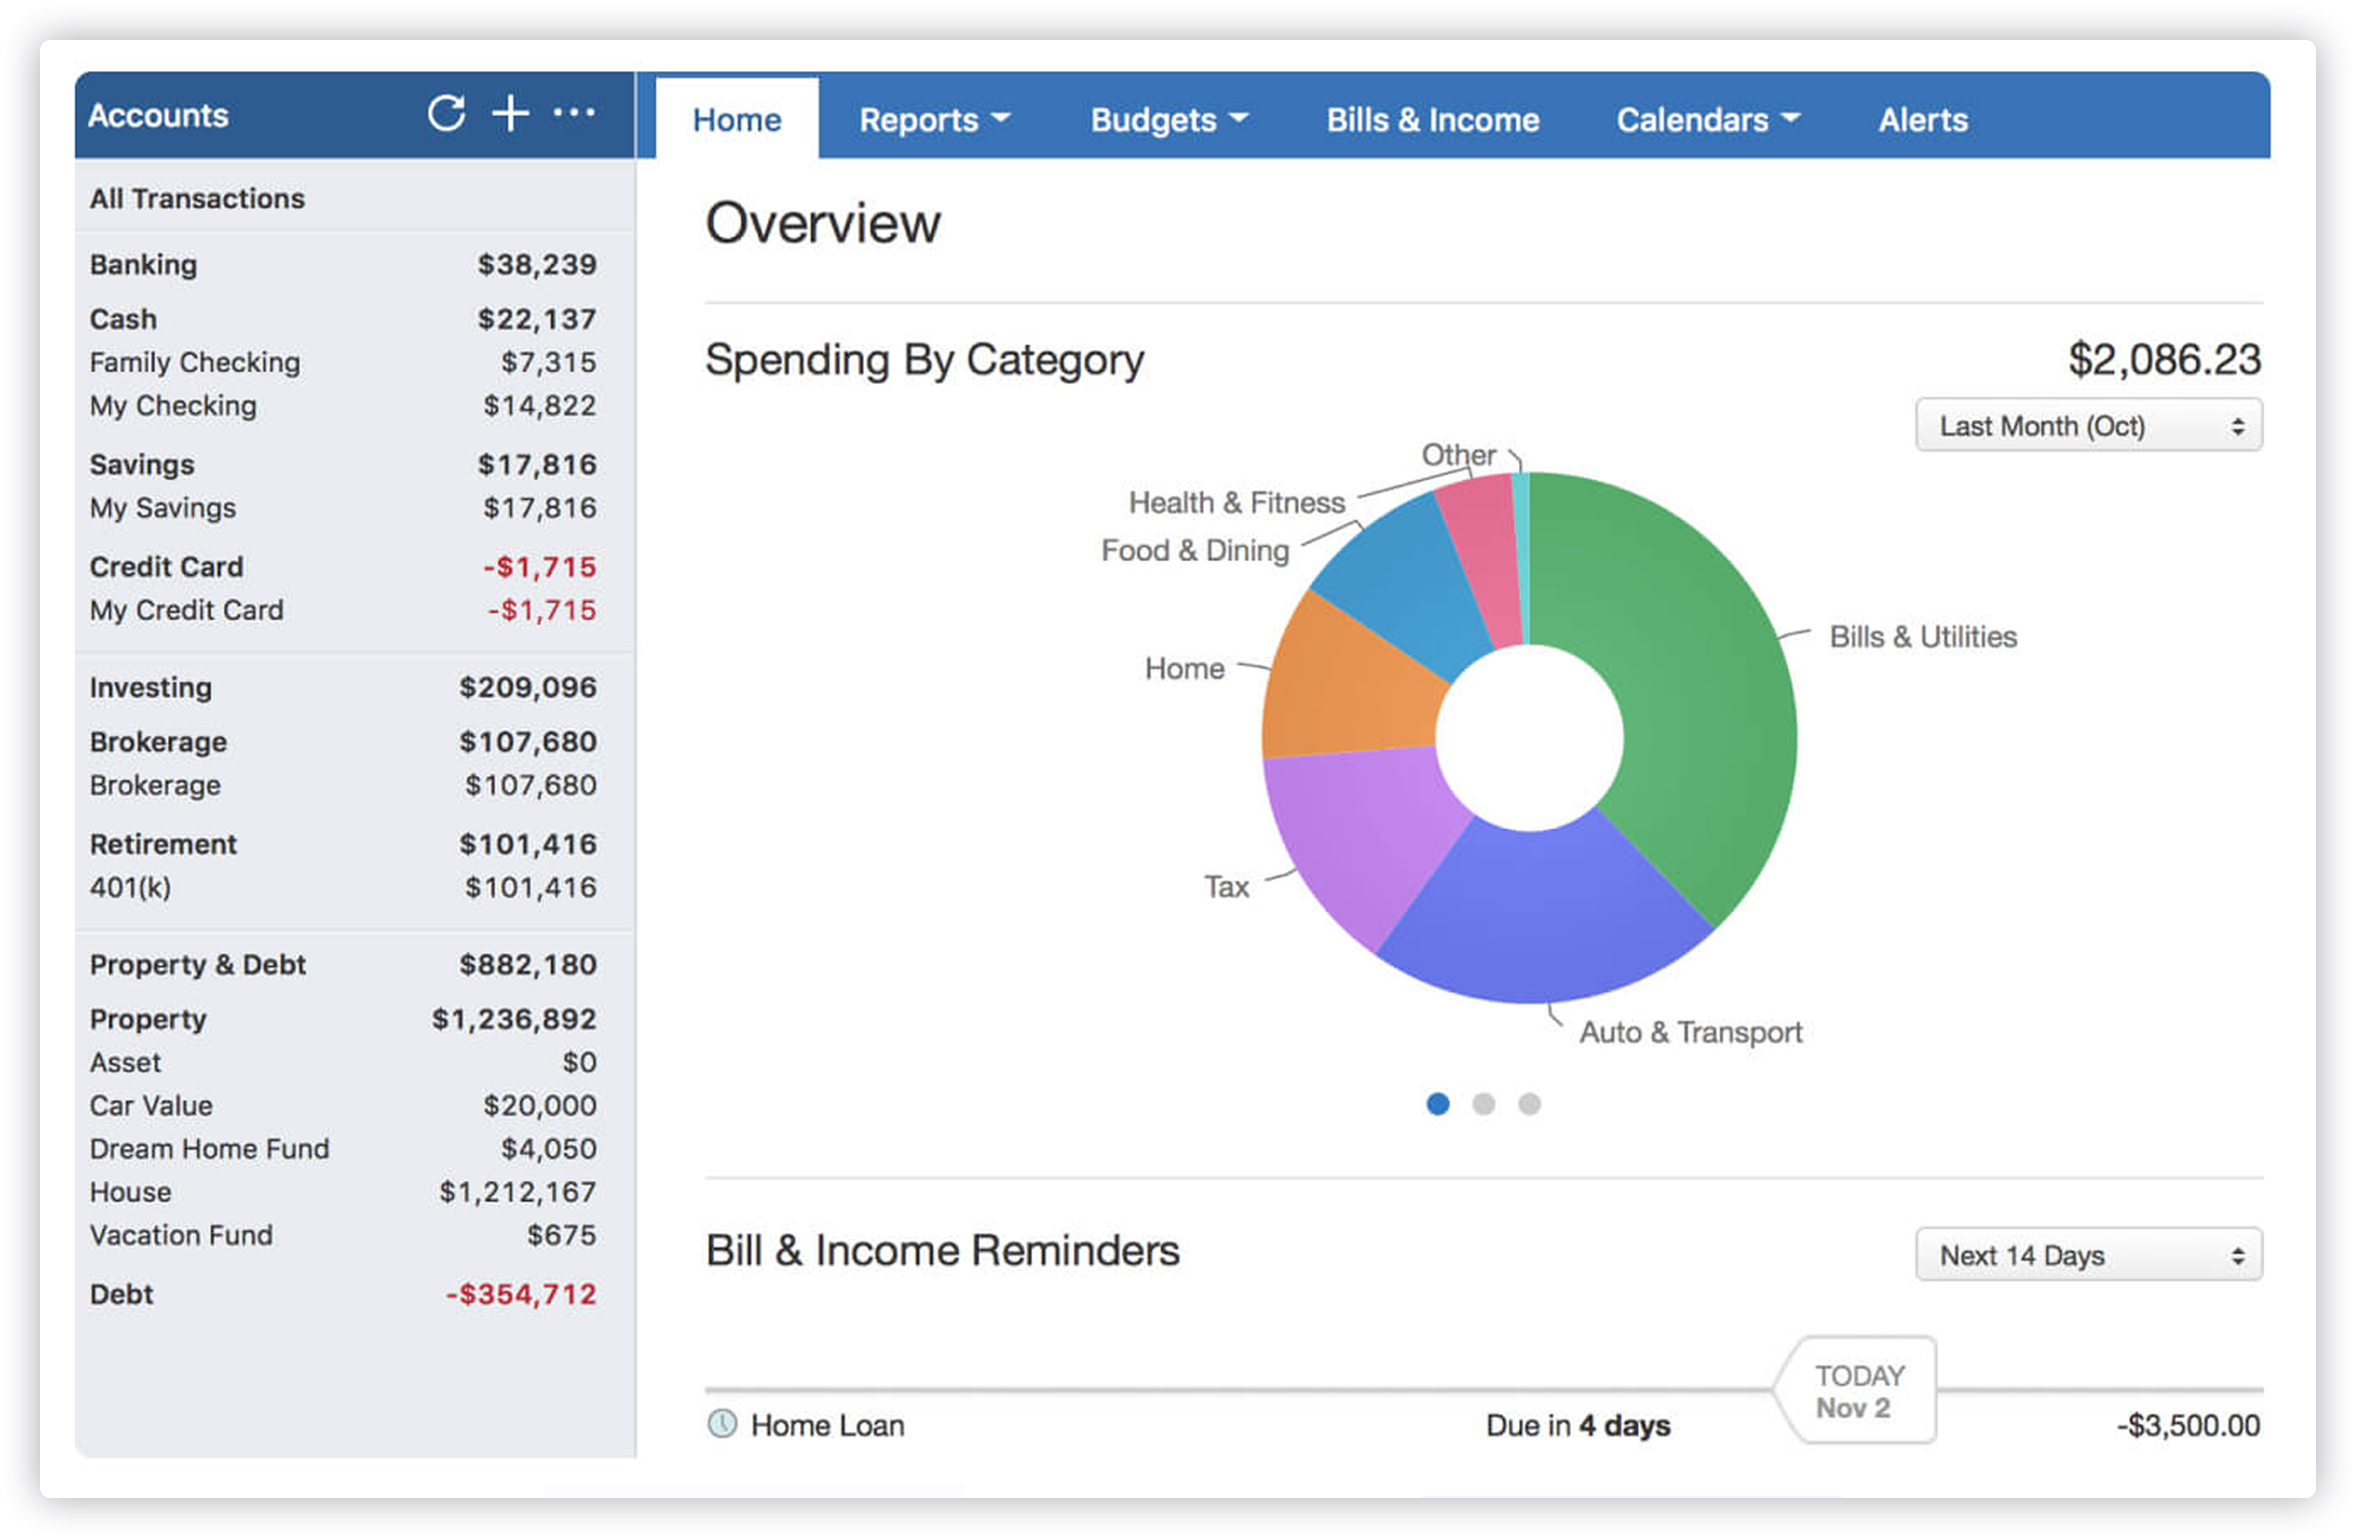 Accounts
Home Reports Budgets Bills & Income Calendars Alerts
All Transactions
Banking $38,239
Cash $22,137
Family Checking $7,315
My Checking $14,822
Savings $17,816
My Savings $17,816
Credit Card -$1,715
My Credit Card -$1,715
Investing $209,096
Brokerage $107,680
Brokerage $107,680
Retirement $101,416
401(k) $101,416
Property & Debt $882,180
Property $1,236,892
Asset $0
Car Value $20,000
Dream Home Fund $4,050
House $1,212,167
Vacation Fund $675
Debt -$354,712
Overview
Spending By Category $2,086.23
Last Month (Oct)
Other
Health & Fitness
Food & Dining
Bills & Utilities
Home
Tax
Auto & Transport
Bill & Income Reminders Next 14 Days
TODAY
Nov 2
Home Loan Due in 4 days -$3,500.00